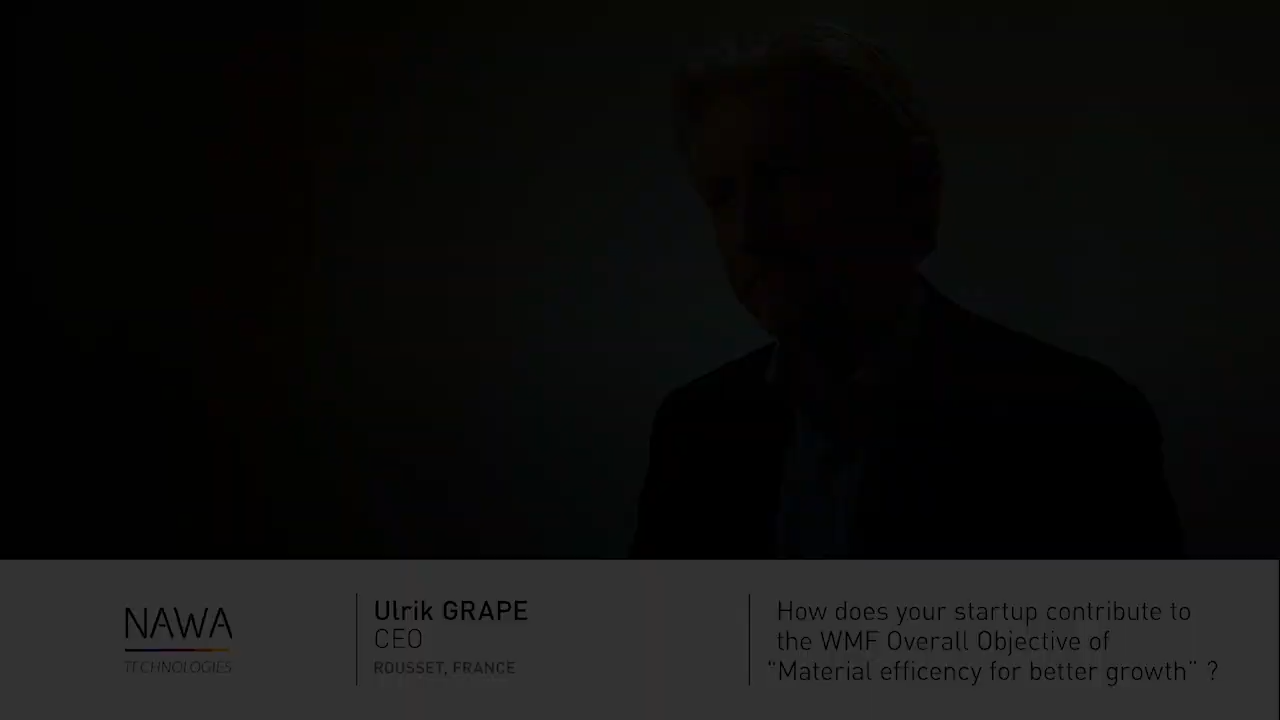 NAWA
TECHNOLOGIES
Ulrik GRAPE
CEO
ROUSSET, FRANCE
How does your startup contribute to
the WMF Overall Objective of
“Material efficency for better growth” ?